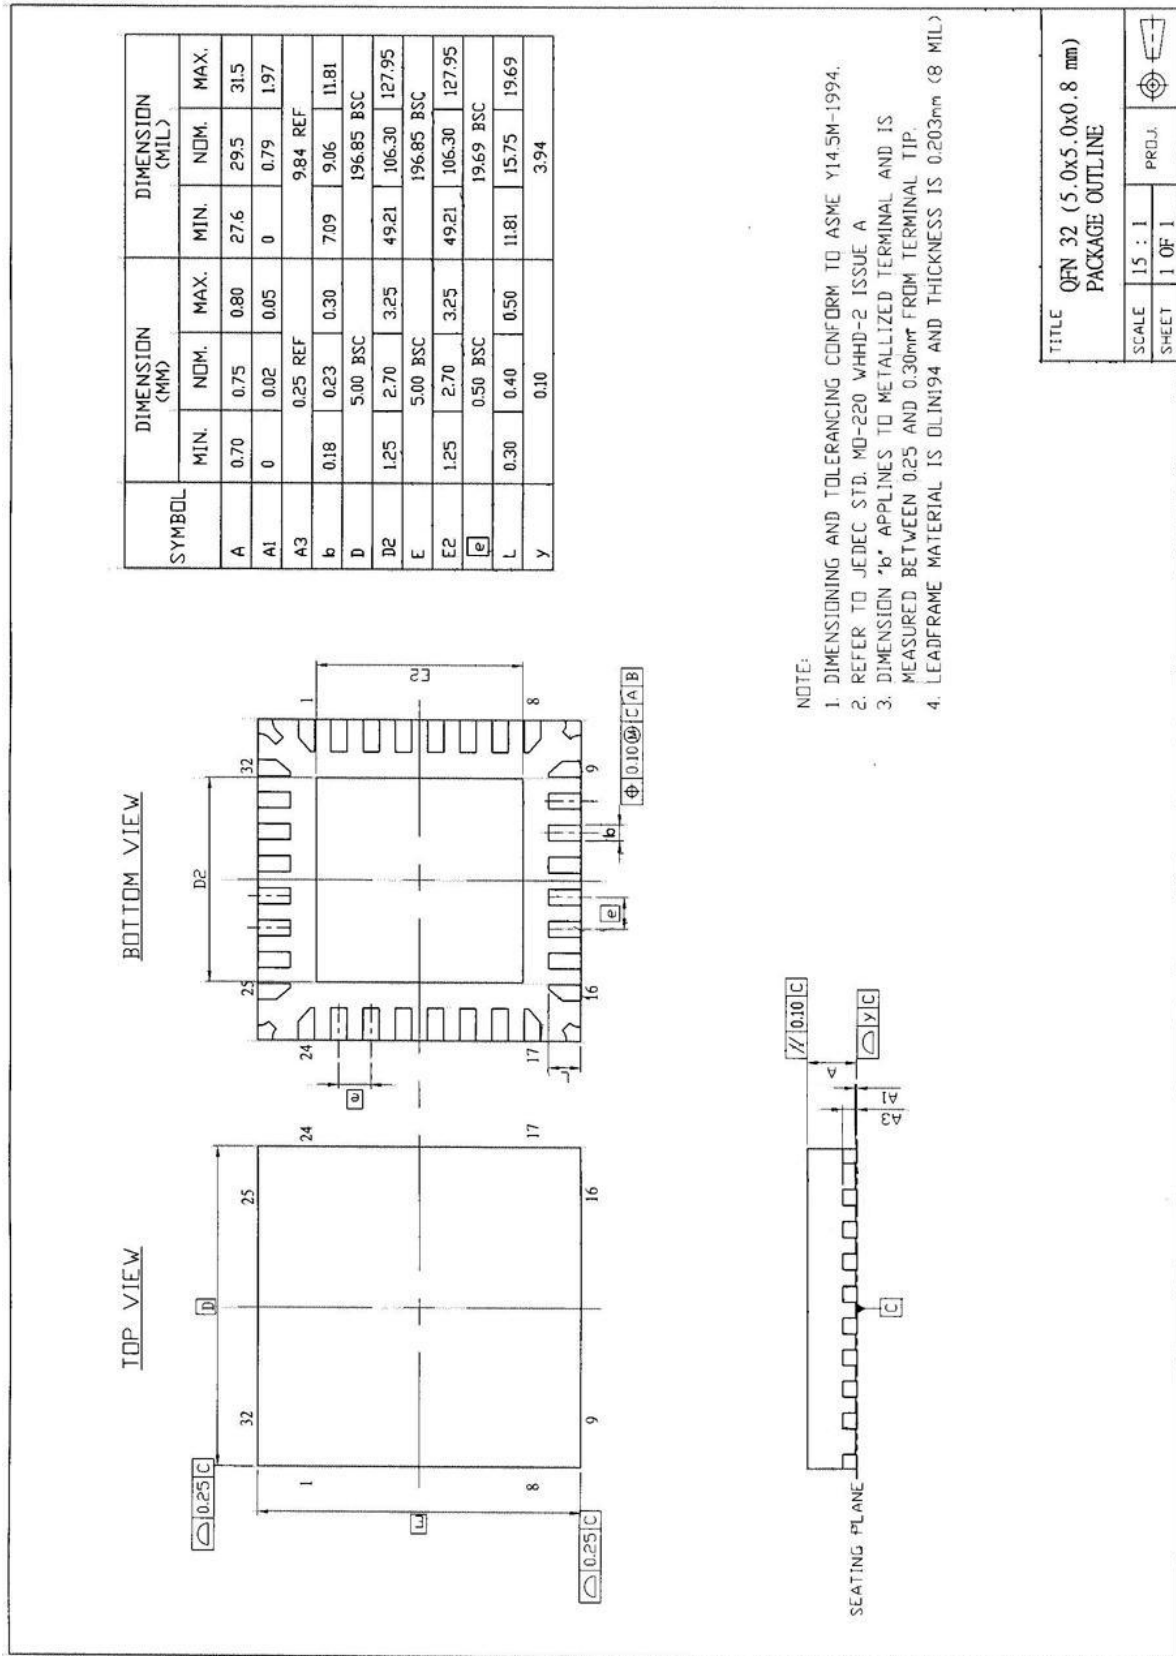 TOP VIEW
BOTTOM VIEW
0.25 C
D
32
25
1
24
E
8
17
9
16
0.25 C
D2
25
32
24
1
e
E2
17
8
L
16
9
e
b
0.10 M C A B
SYMBOL
DIMENSION
(MM)
DIMENSION
(MIL)
MIN. NOM. MAX. MIN. NOM. MAX.
A 0.70 0.75 0.80 27.6 29.5 31.5
A1 0 0.02 0.05 0 0.79 1.97
A3 0.25 REF 9.84 REF
b 0.18 0.23 0.30 7.09 9.06 11.81
D 5.00 BSC 196.85 BSC
D2 1.25 2.70 3.25 49.21 106.30 127.95
E 5.00 BSC 196.85 BSC
E2 1.25 2.70 3.25 49.21 106.30 127.95
e 0.50 BSC 19.69 BSC
L 0.30 0.40 0.50 11.81 15.75 19.69
y 0.10 3.94
// 0.10 C
A
y C
A3
A1
SEATING PLANE
C
NOTE:
1. DIMENSIONING AND TOLERANCING CONFORM TO ASME Y14.5M-1994.
2. REFER TO JEDEC STD. MO-220 WHHD-2 ISSUE A
3. DIMENSION "b" APPLINES TO METALLIZED TERMINAL AND IS
MEASURED BETWEEN 0.25 AND 0.30mm FROM TERMINAL TIP.
4. LEADFRAME MATERIAL IS OLIN194 AND THICKNESS IS 0.203mm (8 MIL)
TITLE
QFN 32 (5.0x5.0x0.8 mm)
PACKAGE OUTLINE
SCALE 15 : 1
PROJ.
SHEET 1 OF 1